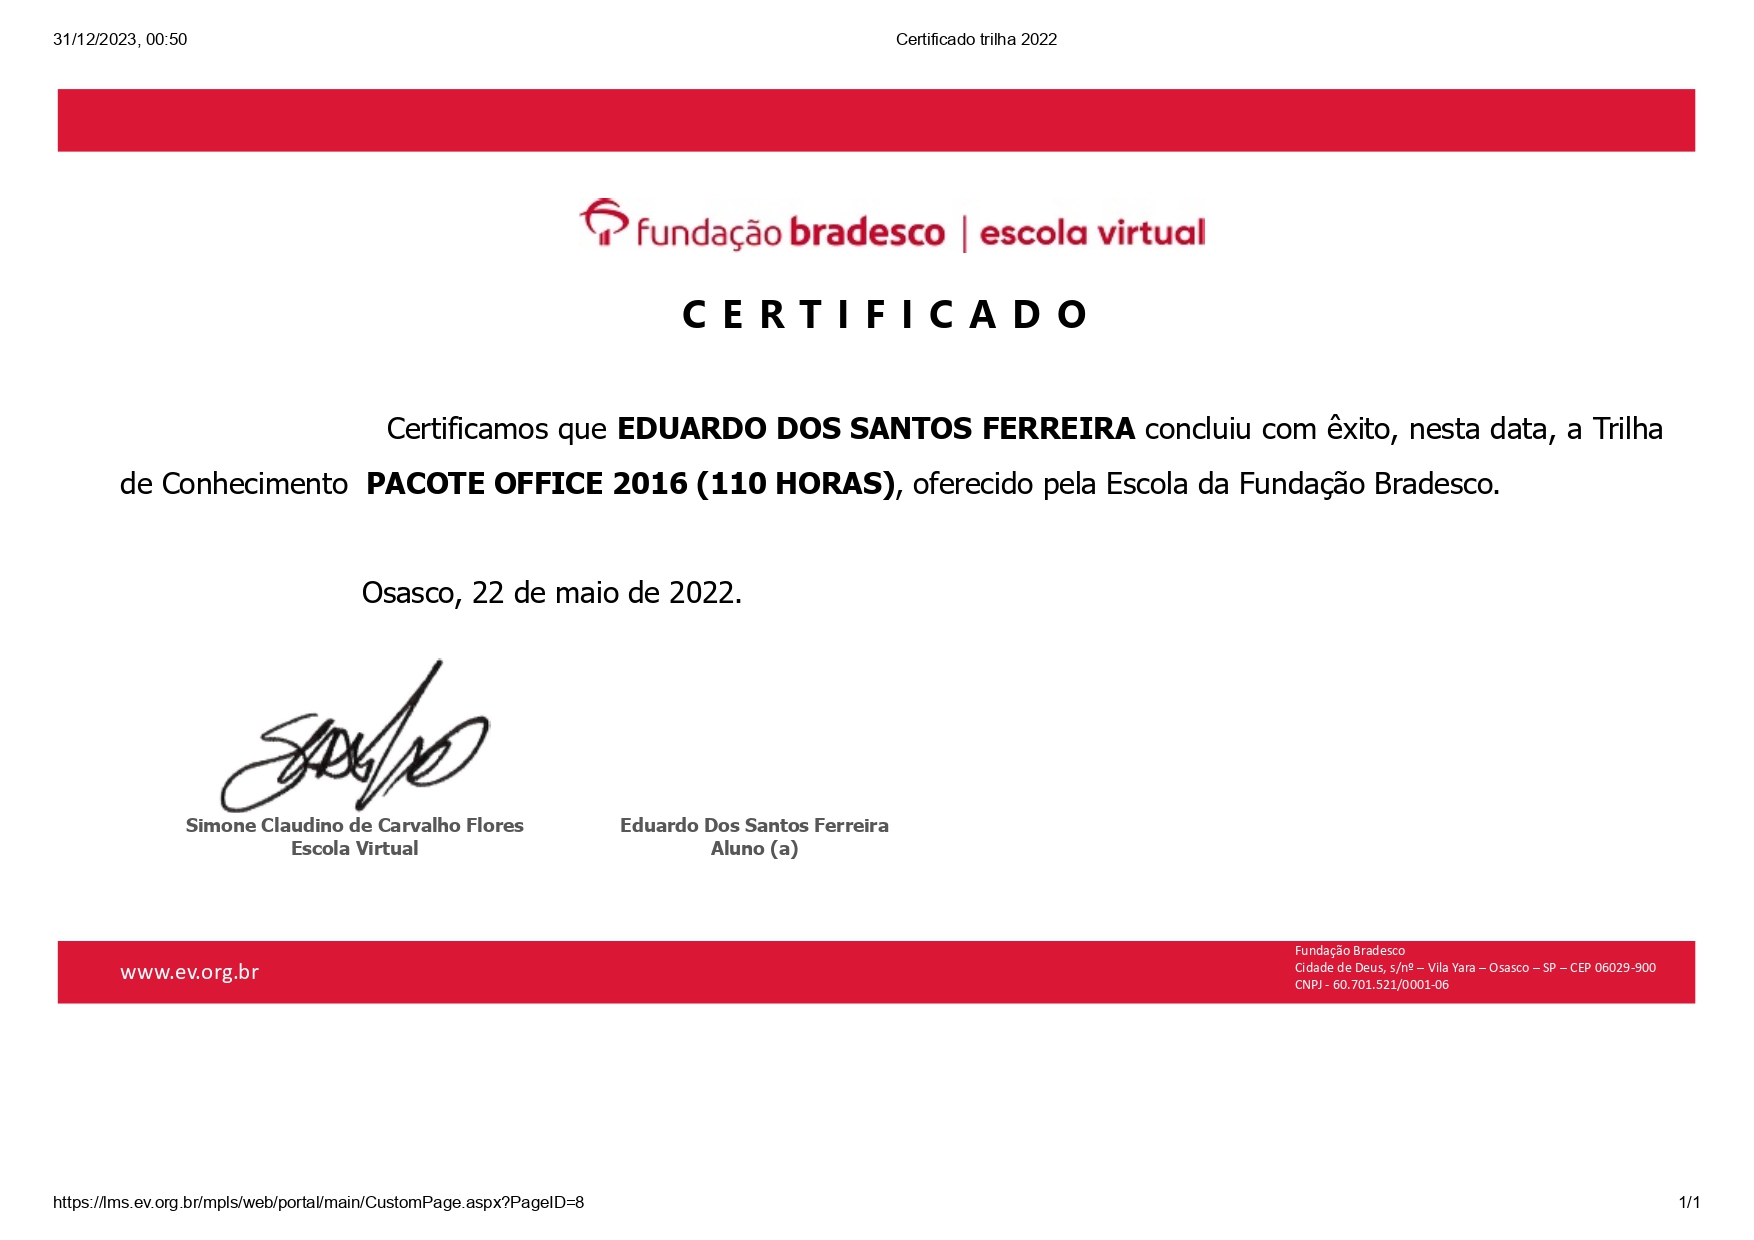 31/12/2023, 00:50 Certificado trilha 2022
fundação bradesco | escola virtual
CERTIFICADO
Certificamos que EDUARDO DOS SANTOS FERREIRA concluiu com êxito, nesta data, a Trilha
de Conhecimento PACOTE OFFICE 2016 (110 HORAS), oferecido pela Escola da Fundação Bradesco.
Osasco, 22 de maio de 2022.
Simone Claudino de Carvalho Flores
Escola Virtual
Eduardo Dos Santos Ferreira
Aluno (a)
www.ev.org.br
Fundação Bradesco
Cidade de Deus, s/nº – Vila Yara – Osasco – SP – CEP 06029-900
CNPJ - 60.701.521/0001-06
https://lms.ev.org.br/mpls/web/portal/main/CustomPage.aspx?PageID=8 1/1